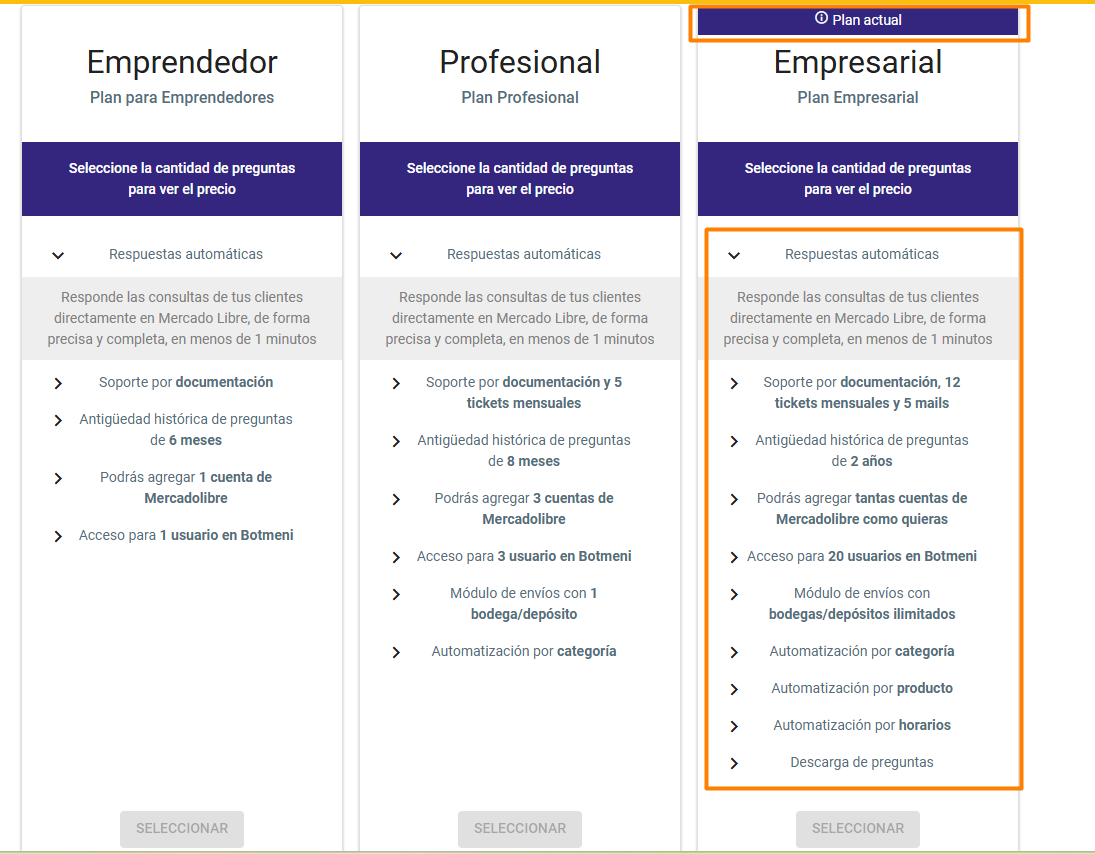 Emprendedor
Plan para Emprendedores
Seleccione la cantidad de preguntas
para ver el precio
Respuestas automáticas
Responde las consultas de tus clientes
directamente en Mercado Libre, de forma
precisa y completa, en menos de 1 minutos
Soporte por documentación
Antigüedad histórica de preguntas
de 6 meses
Podrás agregar 1 cuenta de
Mercadolibre
Acceso para 1 usuario en Botmeni
SELECCIONAR
Profesional
Plan Profesional
Seleccione la cantidad de preguntas
para ver el precio
Respuestas automáticas
Responde las consultas de tus clientes
directamente en Mercado Libre, de forma
precisa y completa, en menos de 1 minutos
Soporte por documentación y 5
tickets mensuales
Antigüedad histórica de preguntas
de 8 meses
Podrás agregar 3 cuentas de
Mercadolibre
Acceso para 3 usuario en Botmeni
Módulo de envíos con 1
bodega/depósito
Automatización por categoría
SELECCIONAR
Plan actual
Empresarial
Plan Empresarial
Seleccione la cantidad de preguntas
para ver el precio
Respuestas automáticas
Responde las consultas de tus clientes
directamente en Mercado Libre, de forma
precisa y completa, en menos de 1 minutos
Soporte por documentación, 12
tickets mensuales y 5 mails
Antigüedad histórica de preguntas
de 2 años
Podrás agregar tantas cuentas de
Mercadolibre como quieras
Acceso para 20 usuarios en Botmeni
Módulo de envíos con
bodegas/depósitos ilimitados
Automatización por categoría
Automatización por producto
Automatización por horarios
Descarga de preguntas
SELECCIONAR